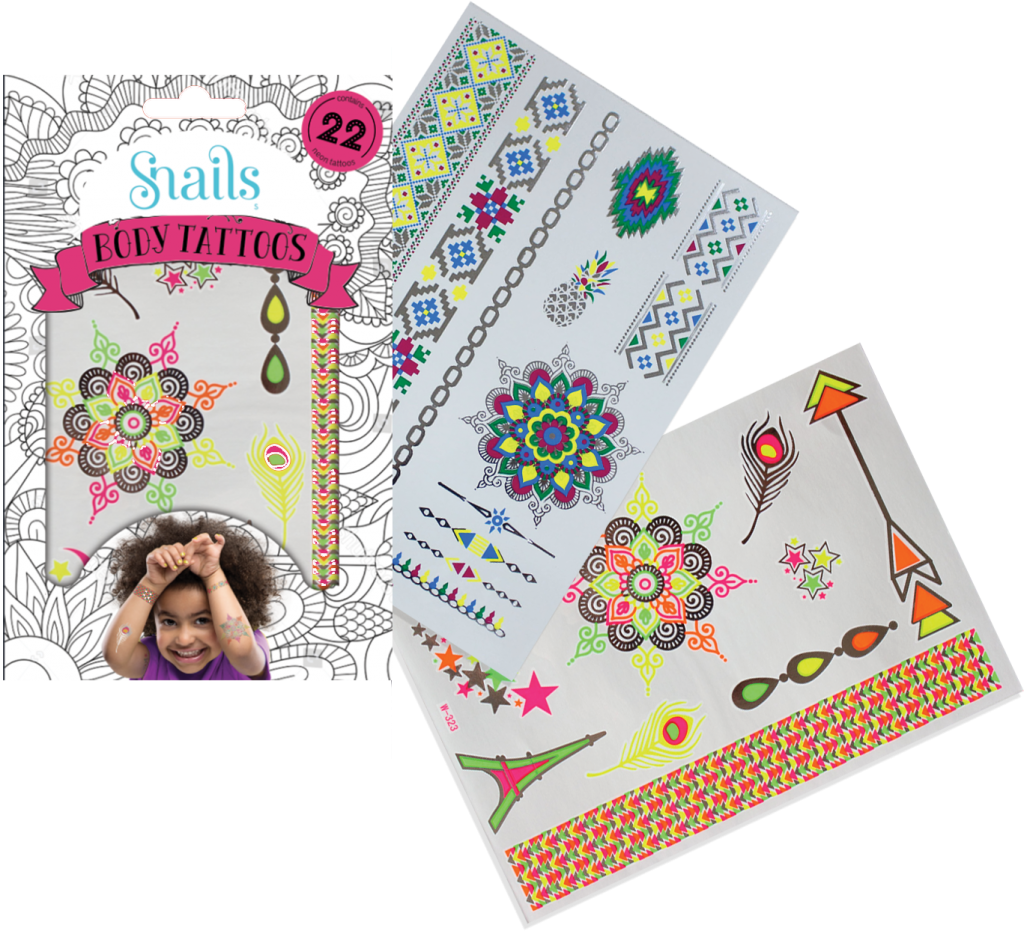 contains
22
neon tattoos
Snails
s
BODY TATTOOS
W-323